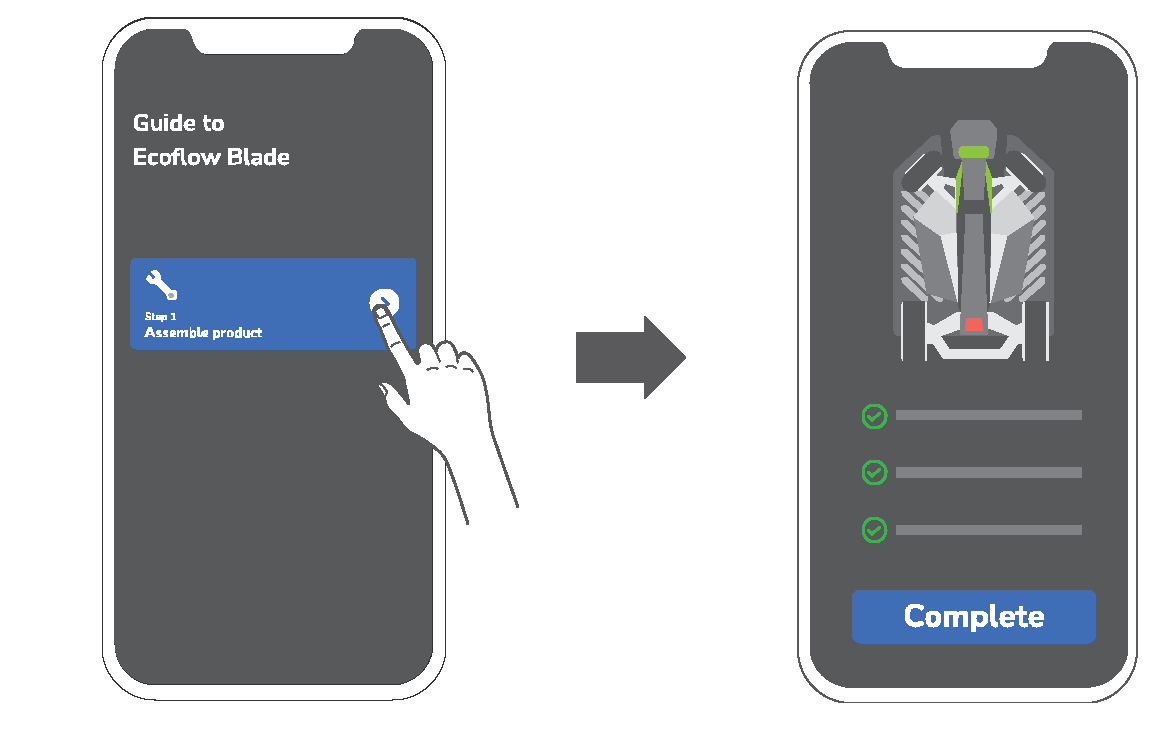 Guide to
Ecoflow Blade
Step 1
Assemble product
Complete